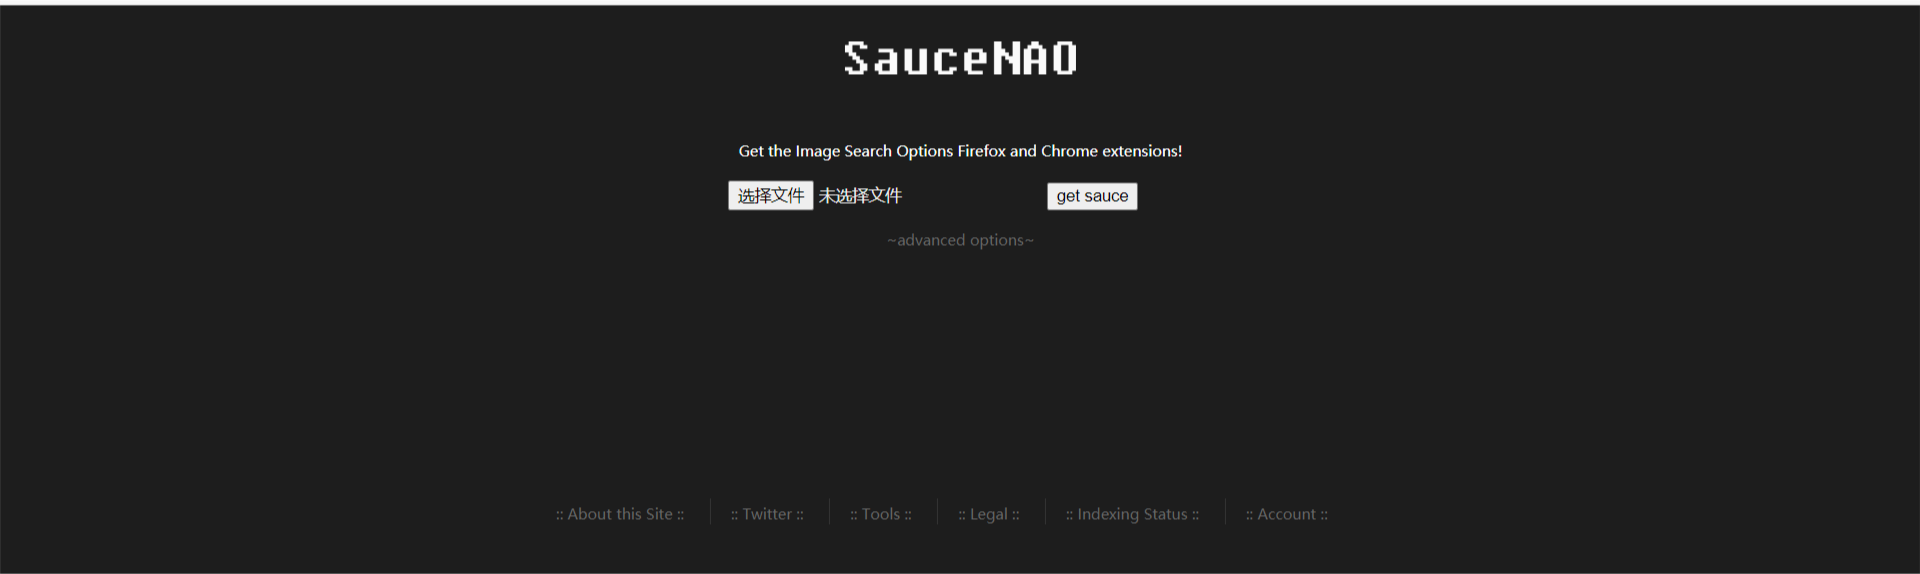 SauceNAO
Get the Image Search Options Firefox and Chrome extensions!
选择文件 未选择文件 get sauce
~advanced options~
:: About this Site :: :: Twitter :: :: Tools :: :: Legal :: :: Indexing Status :: :: Account ::